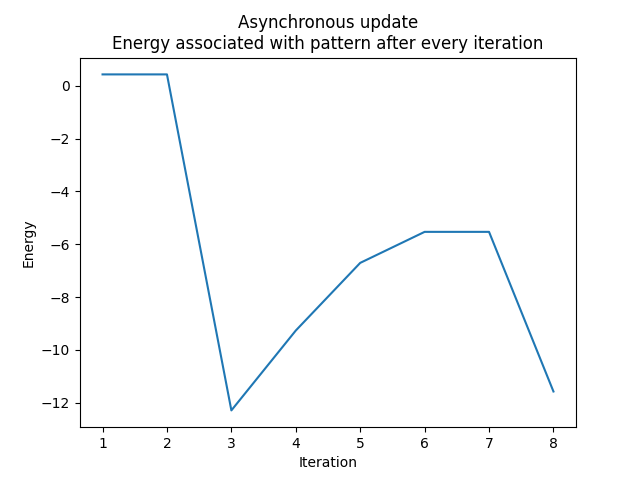 Asynchronous update
Energy associated with pattern after every iteration
0
−2
−4
−6
−8
−10
−12
Energy
1 2 3 4 5 6 7 8
Iteration